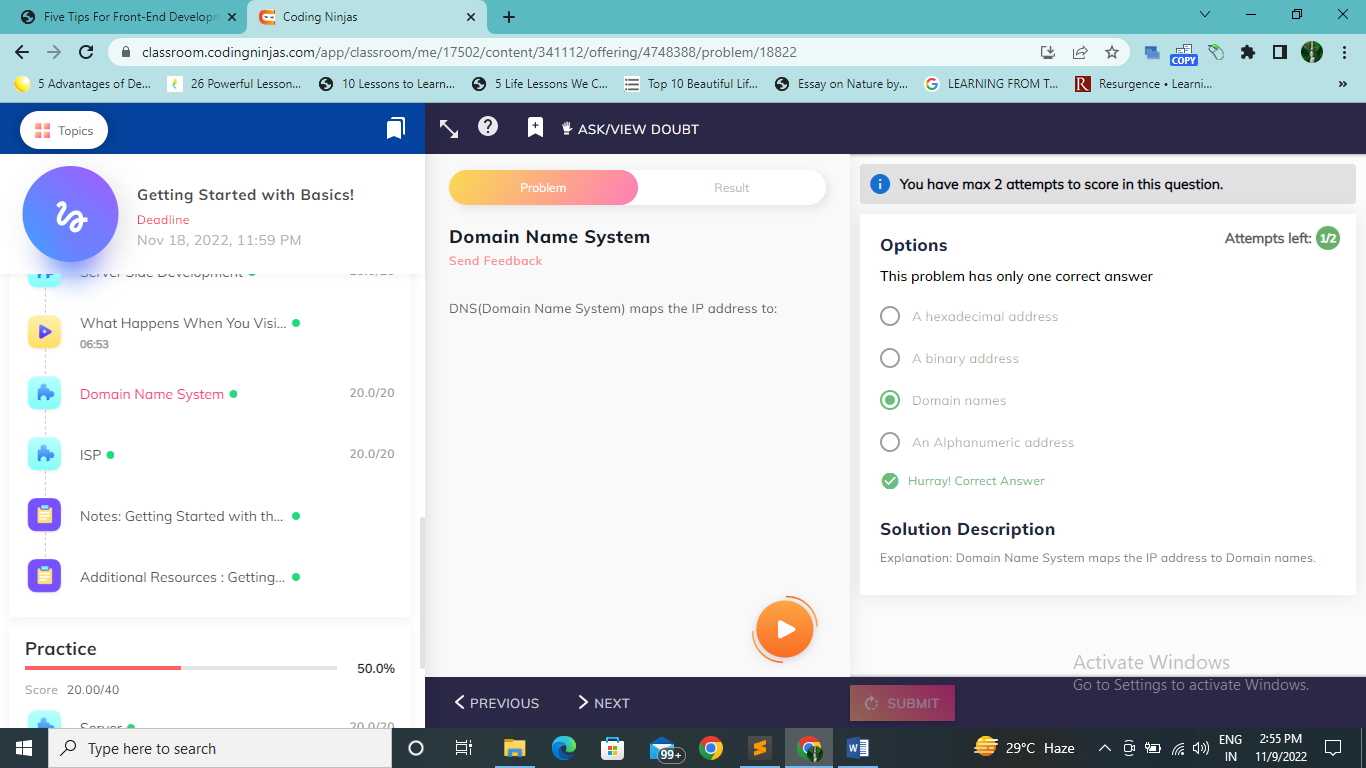 Five Tips For Front-End Developm
Coding Ninjas
classroom.codingninjas.com/app/classroom/me/17502/content/341112/offering/4748388/problem/18822
COPY
5 Advantages of De...
26 Powerful Lesson...
10 Lessons to Learn...
5 Life Lessons We C...
Top 10 Beautiful Lif...
Essay on Nature by...
LEARNING FROM T...
Resurgence • Learni...
»
Topics
ASK/VIEW DOUBT
Getting Started with Basics!
Deadline
Nov 18, 2022, 11:59 PM
Server Side Development
What Happens When You Visi...
06:53
Domain Name System
20.0/20
ISP
20.0/20
Notes: Getting Started with th...
Additional Resources : Getting...
Practice
50.0%
Score 20.00/40
Server
20.0/20
Problem
Result
Domain Name System
Send Feedback
DNS(Domain Name System) maps the IP address to:
PREVIOUS
NEXT
You have max 2 attempts to score in this question.
Options
Attempts left: 1/2
This problem has only one correct answer
A hexadecimal address
A binary address
Domain names
An Alphanumeric address
Hurray! Correct Answer
Solution Description
Explanation: Domain Name System maps the IP address to Domain names.
Activate Windows
Go to Settings to activate Windows.
SUBMIT
Type here to search
99+
29°C Haze
ENG
IN
2:55 PM
11/9/2022